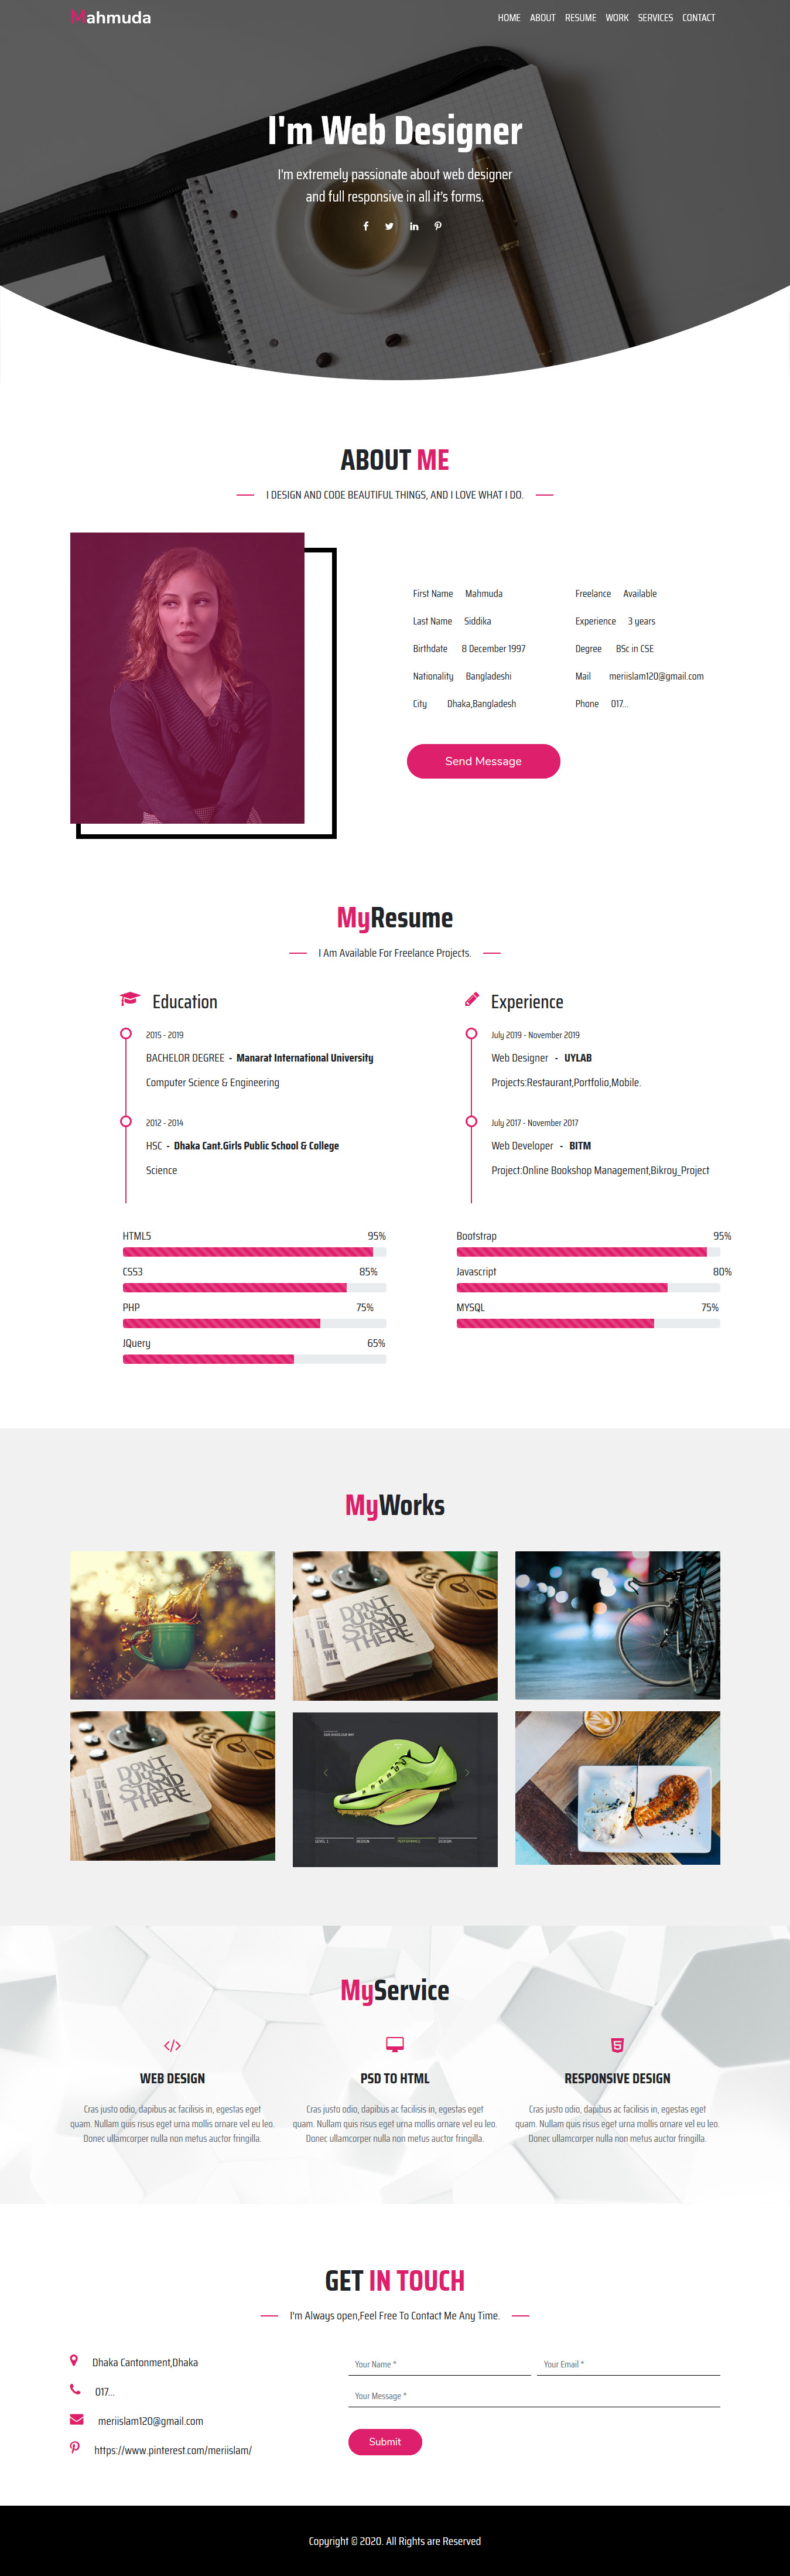 Mahmuda
HOME ABOUT RESUME WORK SERVICES CONTACT
I'm Web Designer
I'm extremely passionate about web designer
and full responsive in all it's forms.
ABOUT ME
I DESIGN AND CODE BEAUTIFUL THINGS, AND I LOVE WHAT I DO.
First Name Mahmuda
Last Name Siddika
Birthdate 8 December 1997
Nationality Bangladeshi
City Dhaka,Bangladesh
Freelance Available
Experience 3 years
Degree BSc in CSE
Mail meriislam120@gmail.com
Phone 017...
Send Message
MyResume
I Am Available For Freelance Projects.
Education
2015 - 2019
BACHELOR DEGREE - Manarat International University
Computer Science & Engineering
2012 - 2014
HSC - Dhaka Cant.Girls Public School & College
Science
Experience
July 2019 - November 2019
Web Designer - UYLAB
Projects:Restaurant,Portfolio,Mobile.
July 2017 - November 2017
Web Developer - BITM
Project:Online Bookshop Management,Bikroy_Project
HTML5 95%
CSS3 85%
PHP 75%
JQuery 65%
Bootstrap 95%
Javascript 80%
MYSQL 75%
MyWorks
DON'T
JUST
STAND
THERE
DON'T
JUST
STAND
THERE
LEVEL 1 DESIGN PERFORMANCE DESIGN
MyService
WEB DESIGN
Cras justo odio, dapibus ac facilisis in, egestas eget
quam. Nullam quis risus eget urna mollis ornare vel eu leo.
Donec ullamcorper nulla non metus auctor fringilla.
PSD TO HTML
Cras justo odio, dapibus ac facilisis in, egestas eget
quam. Nullam quis risus eget urna mollis ornare vel eu leo.
Donec ullamcorper nulla non metus auctor fringilla.
RESPONSIVE DESIGN
Cras justo odio, dapibus ac facilisis in, egestas eget
quam. Nullam quis risus eget urna mollis ornare vel eu leo.
Donec ullamcorper nulla non metus auctor fringilla.
GET IN TOUCH
I'm Always open,Feel Free To Contact Me Any Time.
Dhaka Cantonment,Dhaka
017...
meriislam120@gmail.com
https://www.pinterest.com/meriislam/
Your Name *
Your Email *
Your Message *
Submit
Copyright © 2020. All Rights are Reserved